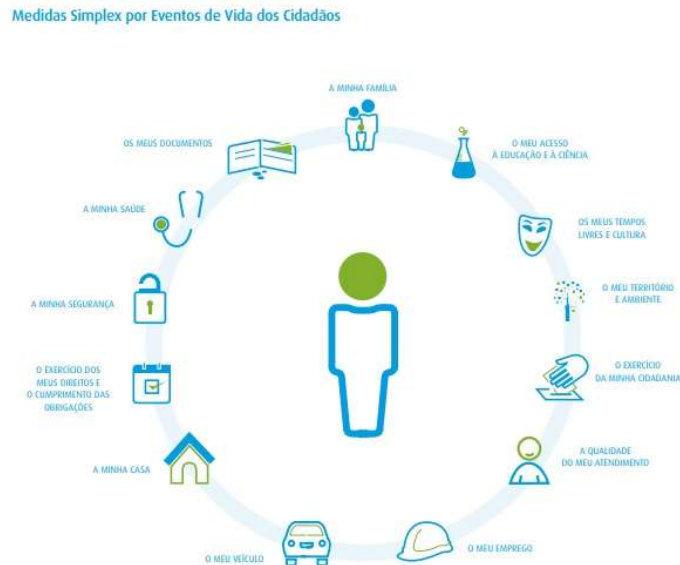 Medidas Simplex por Eventos de Vida dos Cidadãos
A MINHA FAMÍLIA
O MEU ACESSO
À EDUCAÇÃO E À CIÊNCIA
OS MEUS TEMPOS
LIVRES E CULTURA
O MEU TERRITÓRIO
E AMBIENTE
O EXERCÍCIO
DA MINHA CIDADANIA
A QUALIDADE
DO MEU ATENDIMENTO
O MEU EMPREGO
O MEU VEÍCULO
A MINHA CASA
O EXERCÍCIO DOS
MEUS DIREITOS E
O CUMPRIMENTO DAS
OBRIGAÇÕES
A MINHA SEGURANÇA
A MINHA SAÚDE
OS MEUS DOCUMENTOS